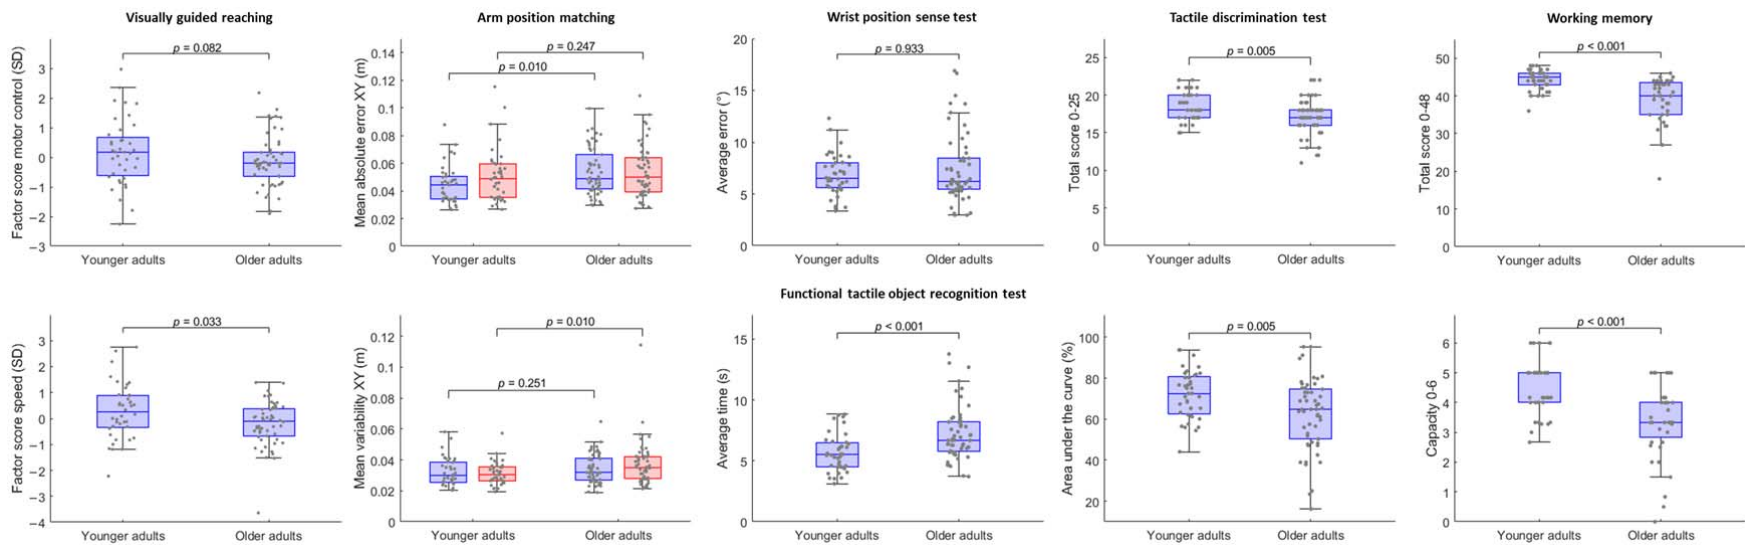 Visually guided reaching
Arm position matching
Wrist position sense test
Tactile discrimination test
Working memory
Factor score motor control (SD)
3
2
1
0
−1
−2
−3
p = 0.082
Younger adults
Older adults
Mean absolute error XY (m)
0.14
0.12
0.1
0.08
0.06
0.04
0.02
0
p = 0.247
p = 0.010
Younger adults
Older adults
Average error (°)
20
15
10
5
0
p = 0.933
Younger adults
Older adults
Total score 0-25
25
20
15
10
5
0
p = 0.005
Younger adults
Older adults
Total score 0-48
50
40
30
20
10
0
p < 0.001
Younger adults
Older adults
Functional tactile object recognition test
Factor score speed (SD)
3
2
1
0
−1
−2
−3
−4
p = 0.033
Younger adults
Older adults
Mean variability XY (m)
0.12
0.1
0.08
0.06
0.04
0.02
0
p = 0.010
p = 0.251
Younger adults
Older adults
Average time (s)
15
10
5
0
p < 0.001
Younger adults
Older adults
Area under the curve (%)
100
80
60
40
20
p = 0.005
Younger adults
Older adults
Capacity 0-6
6
5
4
3
2
1
0
p < 0.001
Younger adults
Older adults